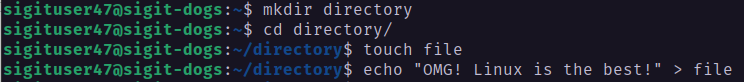 sigituser47@sigit-dogs:~$ mkdir directory
sigituser47@sigit-dogs:~$ cd directory/
sigituser47@sigit-dogs:~/directory$ touch file
sigituser47@sigit-dogs:~/directory$ echo "OMG! Linux is the best!" > file